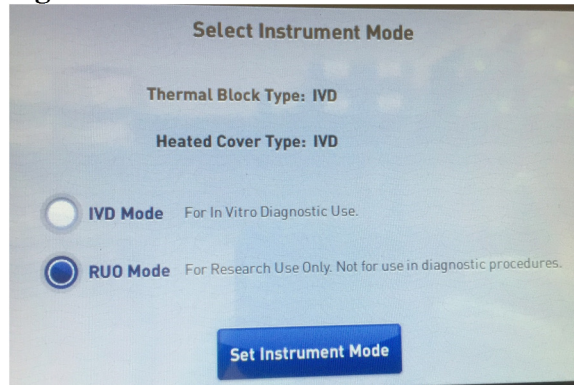 Select Instrument Mode
Thermal Block Type: IVD
Heated Cover Type: IVD
IVD Mode For In Vitro Diagnostic Use.
RUO Mode For Research Use Only. Not for use in diagnostic procedures.
Set Instrument Mode